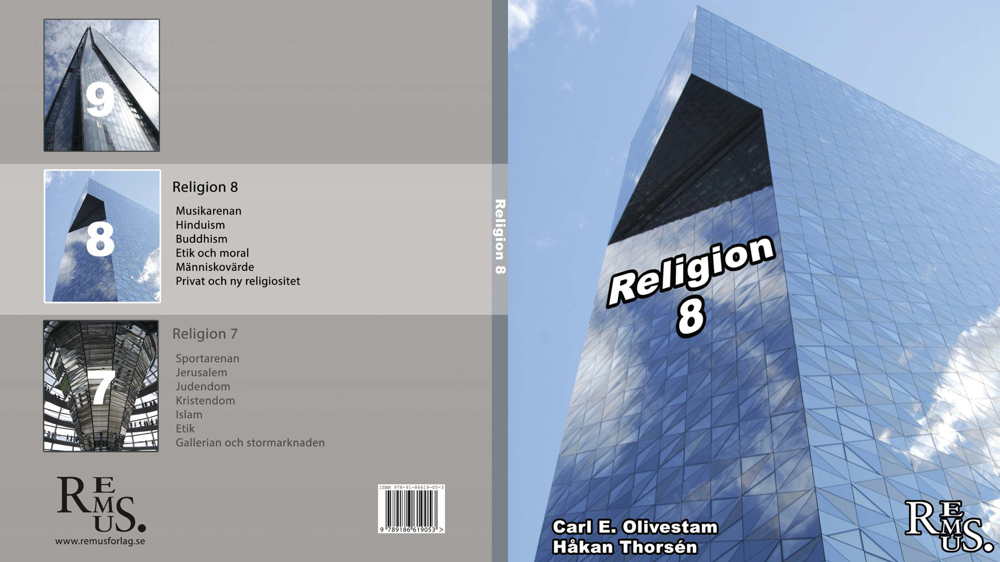 9
8
Religion 8
Musikarenan
Hinduism
Buddhism
Etik och moral
Människovärde
Privat och ny religiositet
7
Religion 7
Sportarenan
Jerusalem
Judendom
Kristendom
Islam
Etik
Gallerian och stormarknaden
REMUS.
www.remusforlag.se
ISBN 978-91-86619-05-3
9 789186 619053 >
Religion 8
Religion
8
Carl E. Olivestam
Håkan Thorsén
REMUS.